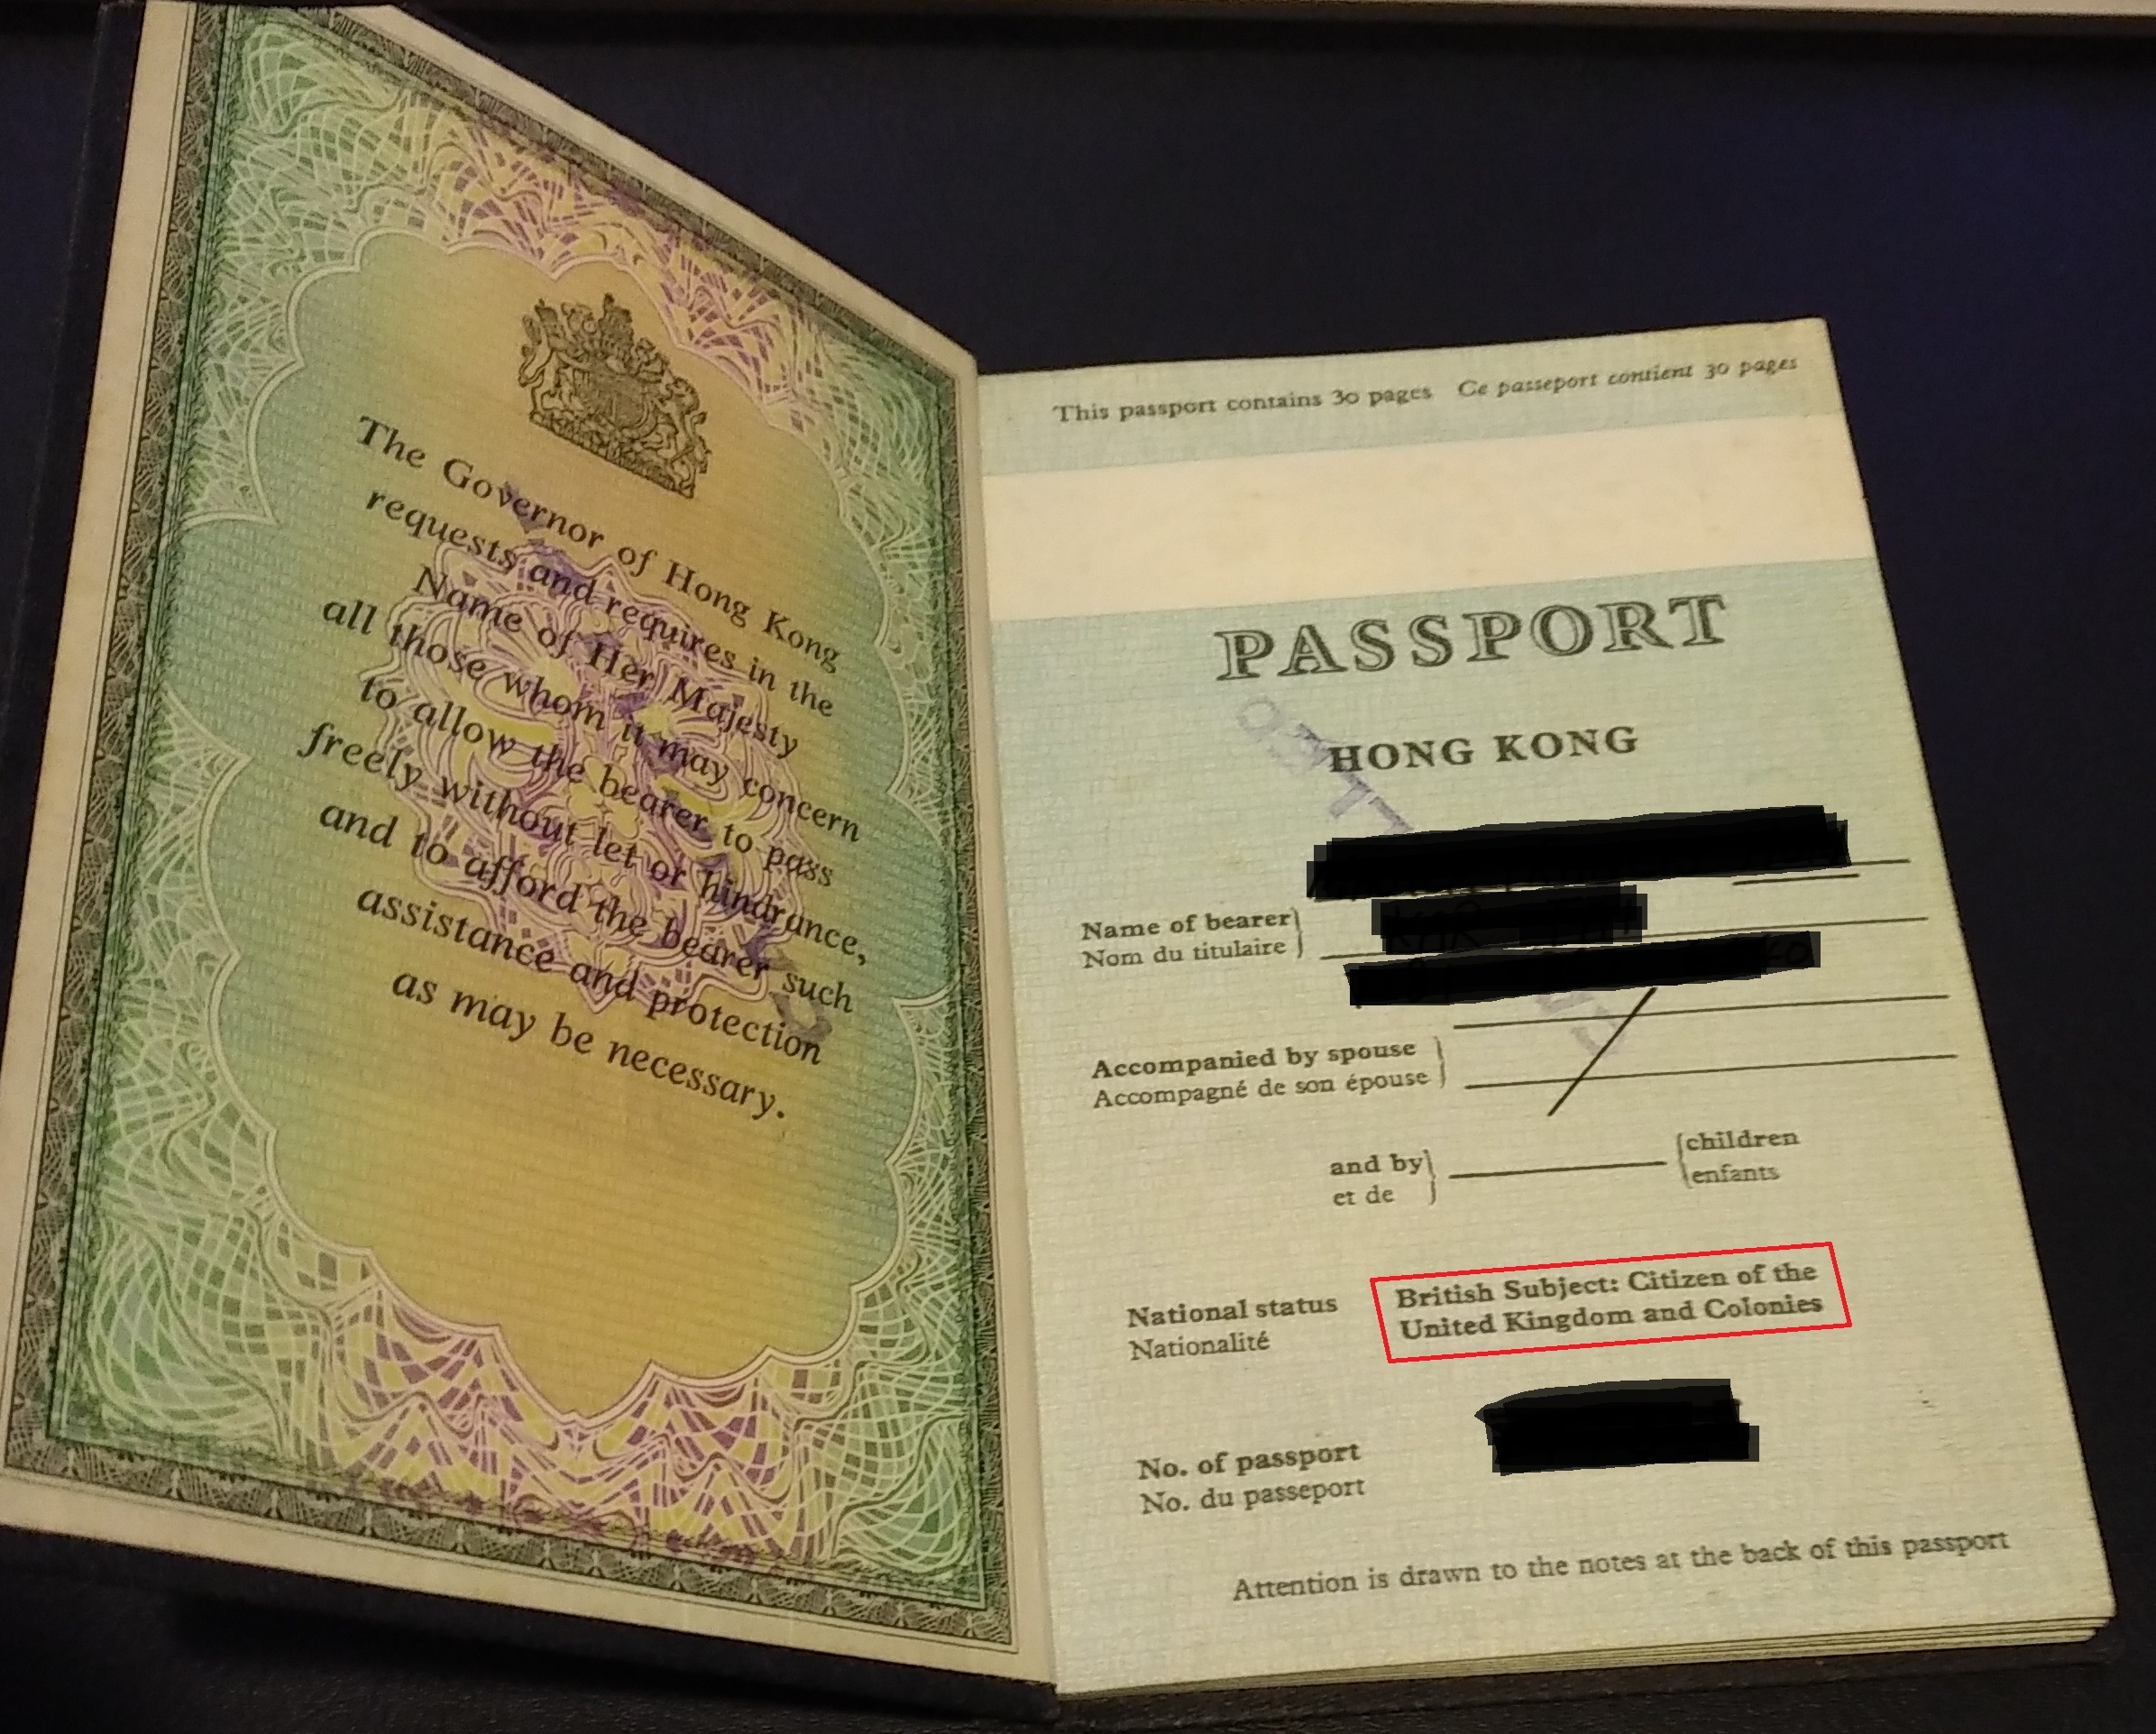 The Governor of Hong Kong
requests and requires in the
Name of Her Majesty
all those whom it may concern
to allow the bearer to pass
freely without let or hindrance,
and to afford the bearer such
assistance and protection
as may be necessary.
This passport contains 30 pages Ce passeport contient 30 pages
PASSPORT
HONG KONG
Name of bearer
Nom du titulaire
Accompanied by spouse
Accompagné de son épouse
and by children
et de enfants
National status British Subject: Citizen of the
Nationalité United Kingdom and Colonies
No. of passport
No. du passeport
Attention is drawn to the notes at the back of this passport